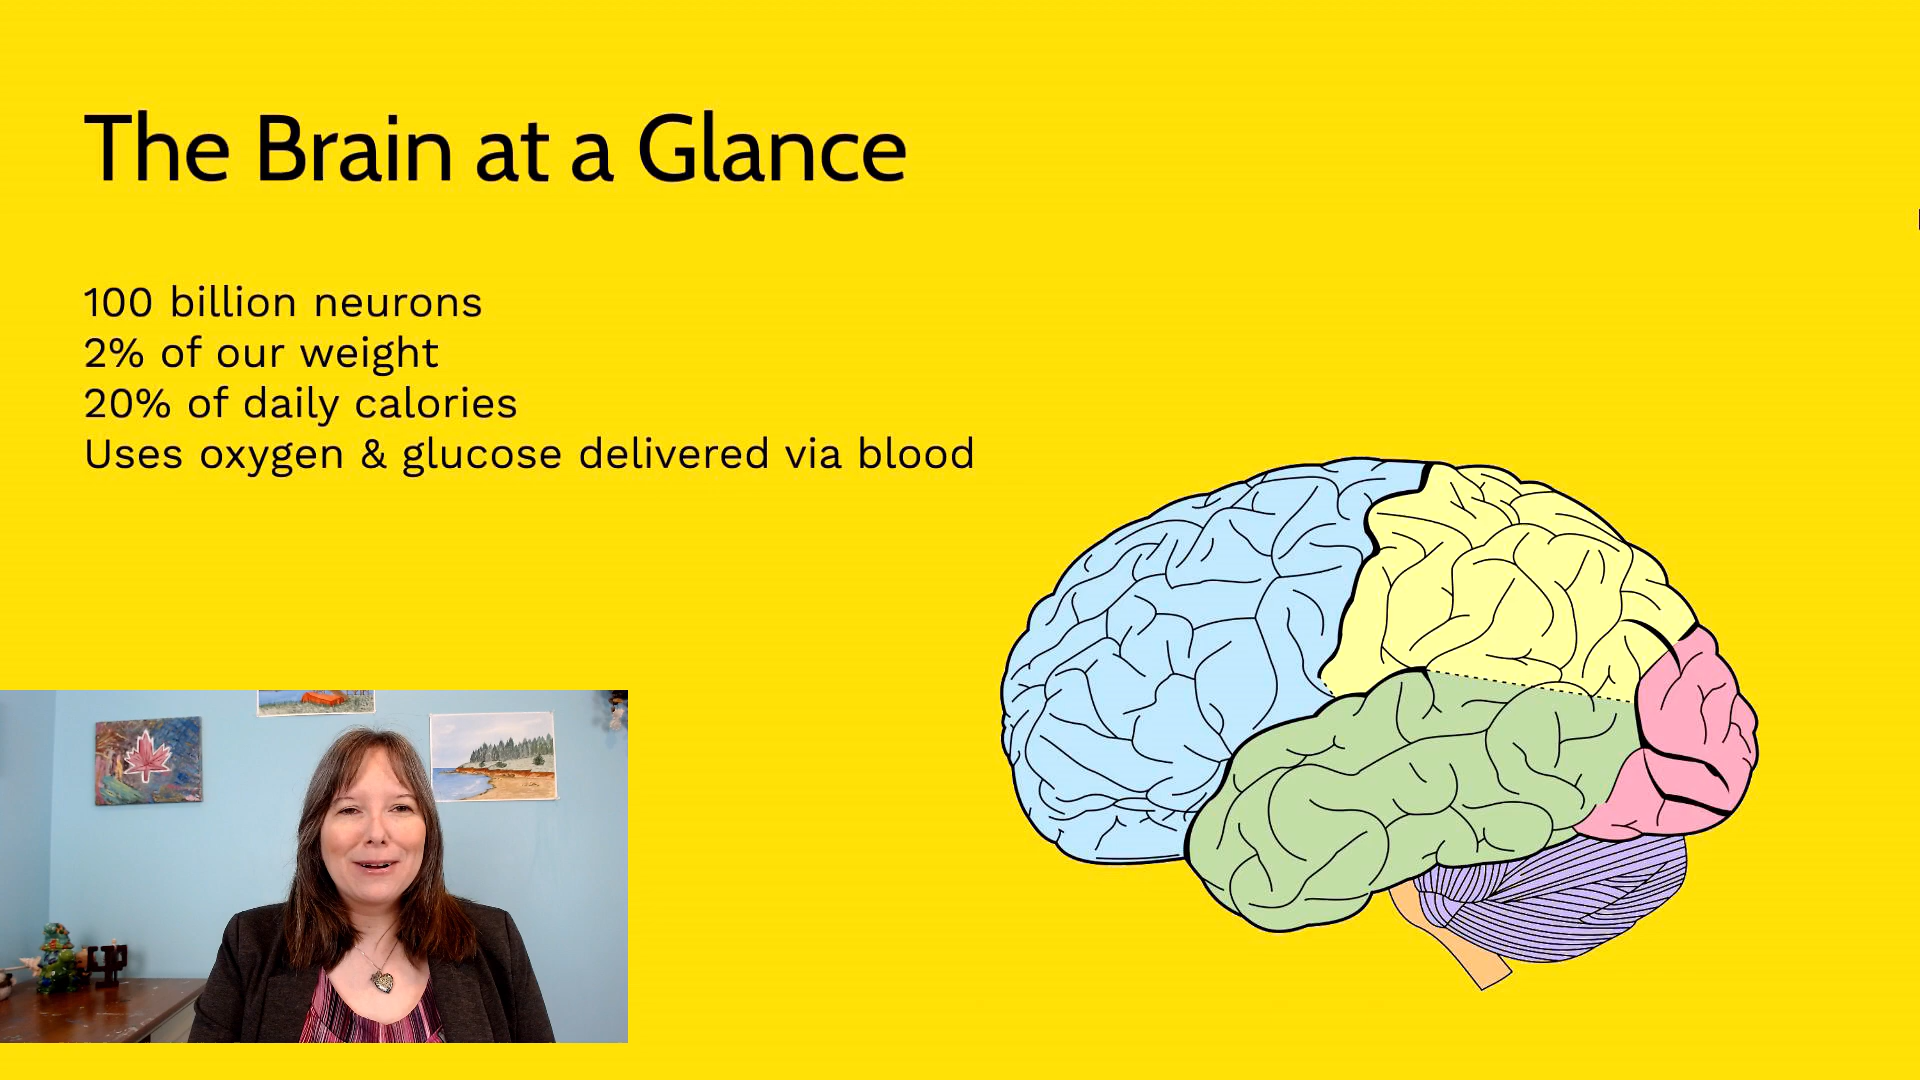 The Brain at a Glance
100 billion neurons
2% of our weight
20% of daily calories
Uses oxygen & glucose delivered via blood